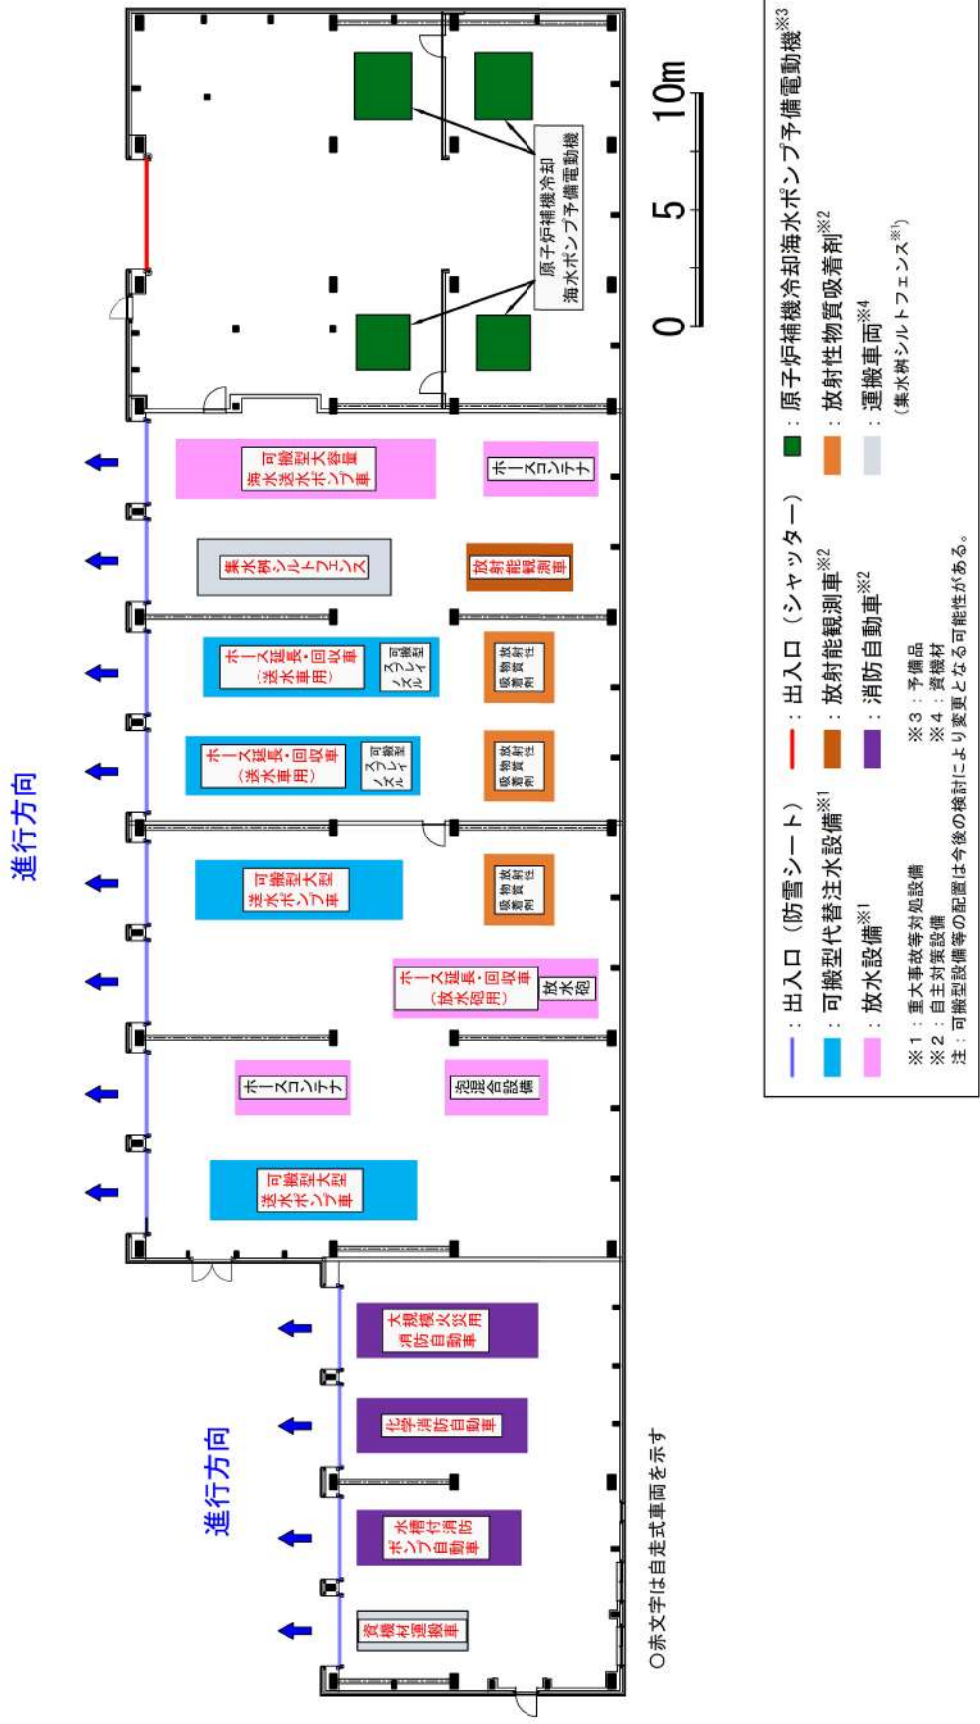 進行方向
進行方向
資機材運搬車
水槽付消防
ポンプ自動車
化学消防自動車
大規模火災用
消防自動車
可搬型大型
送水ポンプ車
ホースコンテナ
泡混合設備
ホース延長・回収車
(放水砲用)
放水砲
可搬型大型
送水ポンプ車
放射性
物質
吸着剤
ホース延長・回収車
(送水車用)
可搬型
スプレイ
ノズル
放射性
物質
吸着剤
ホース延長・回収車
(送水車用)
可搬型
スプレイ
ノズル
放射性
物質
吸着剤
集水桝シルトフェンス
放射能観測車
可搬型大容量
海水送水ポンプ車
ホースコンテナ
原子炉補機冷却
海水ポンプ予備電動機
○赤文字は自走式車両を示す
0 5 10m
:出入口(防雪シート)
:出入口(シャッター)
:原子炉補機冷却海水ポンプ予備電動機※3
:可搬型代替注水設備※1
:放射能観測車※2
:放射性物質吸着剤※2
:放水設備※1
:消防自動車※2
:運搬車両※4
(集水桝シルトフェンス※1)
※1:重大事故等対処設備
※3:予備品
※2:自主対策設備
※4:資機材
注:可搬型設備等の配置は今後の検討により変更となる可能性がある。